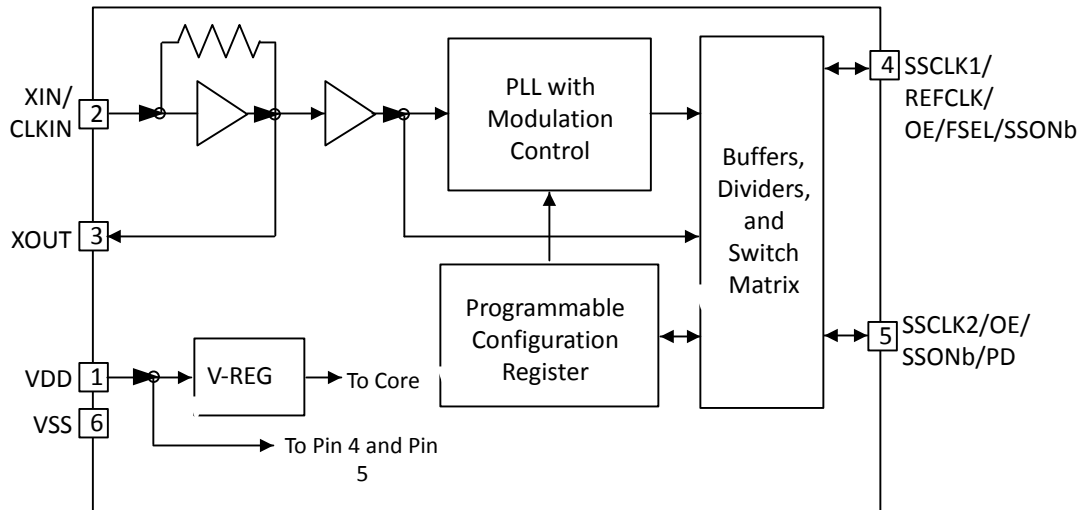 XIN/
CLKIN
2
XOUT
3
VDD
1
VSS
6
PLL with
Modulation
Control
Programmable
Configuration
Register
V-REG
To Core
To Pin 4 and Pin
5
Buffers,
Dividers,
and
Switch
Matrix
4
SSCLK1/
REFCLK/
OE/FSEL/SSONb
5
SSCLK2/OE/
SSONb/PD